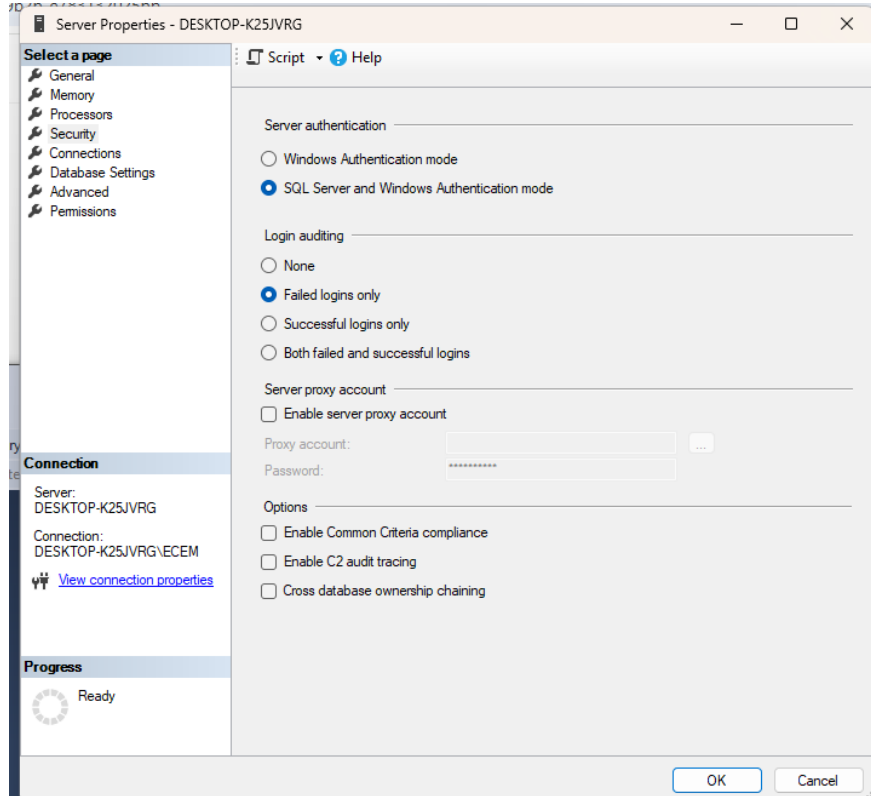 Server Properties - DESKTOP-K25JVRG
Select a page
General
Memory
Processors
Security
Connections
Database Settings
Advanced
Permissions
Script
Help
Server authentication
Windows Authentication mode
SQL Server and Windows Authentication mode
Login auditing
None
Failed logins only
Successful logins only
Both failed and successful logins
Server proxy account
Enable server proxy account
Proxy account:
...
Password:
**********
Options
Enable Common Criteria compliance
Enable C2 audit tracing
Cross database ownership chaining
Connection
Server:
DESKTOP-K25JVRG
Connection:
DESKTOP-K25JVRG\ECEM
View connection properties
Progress
Ready
OK
Cancel